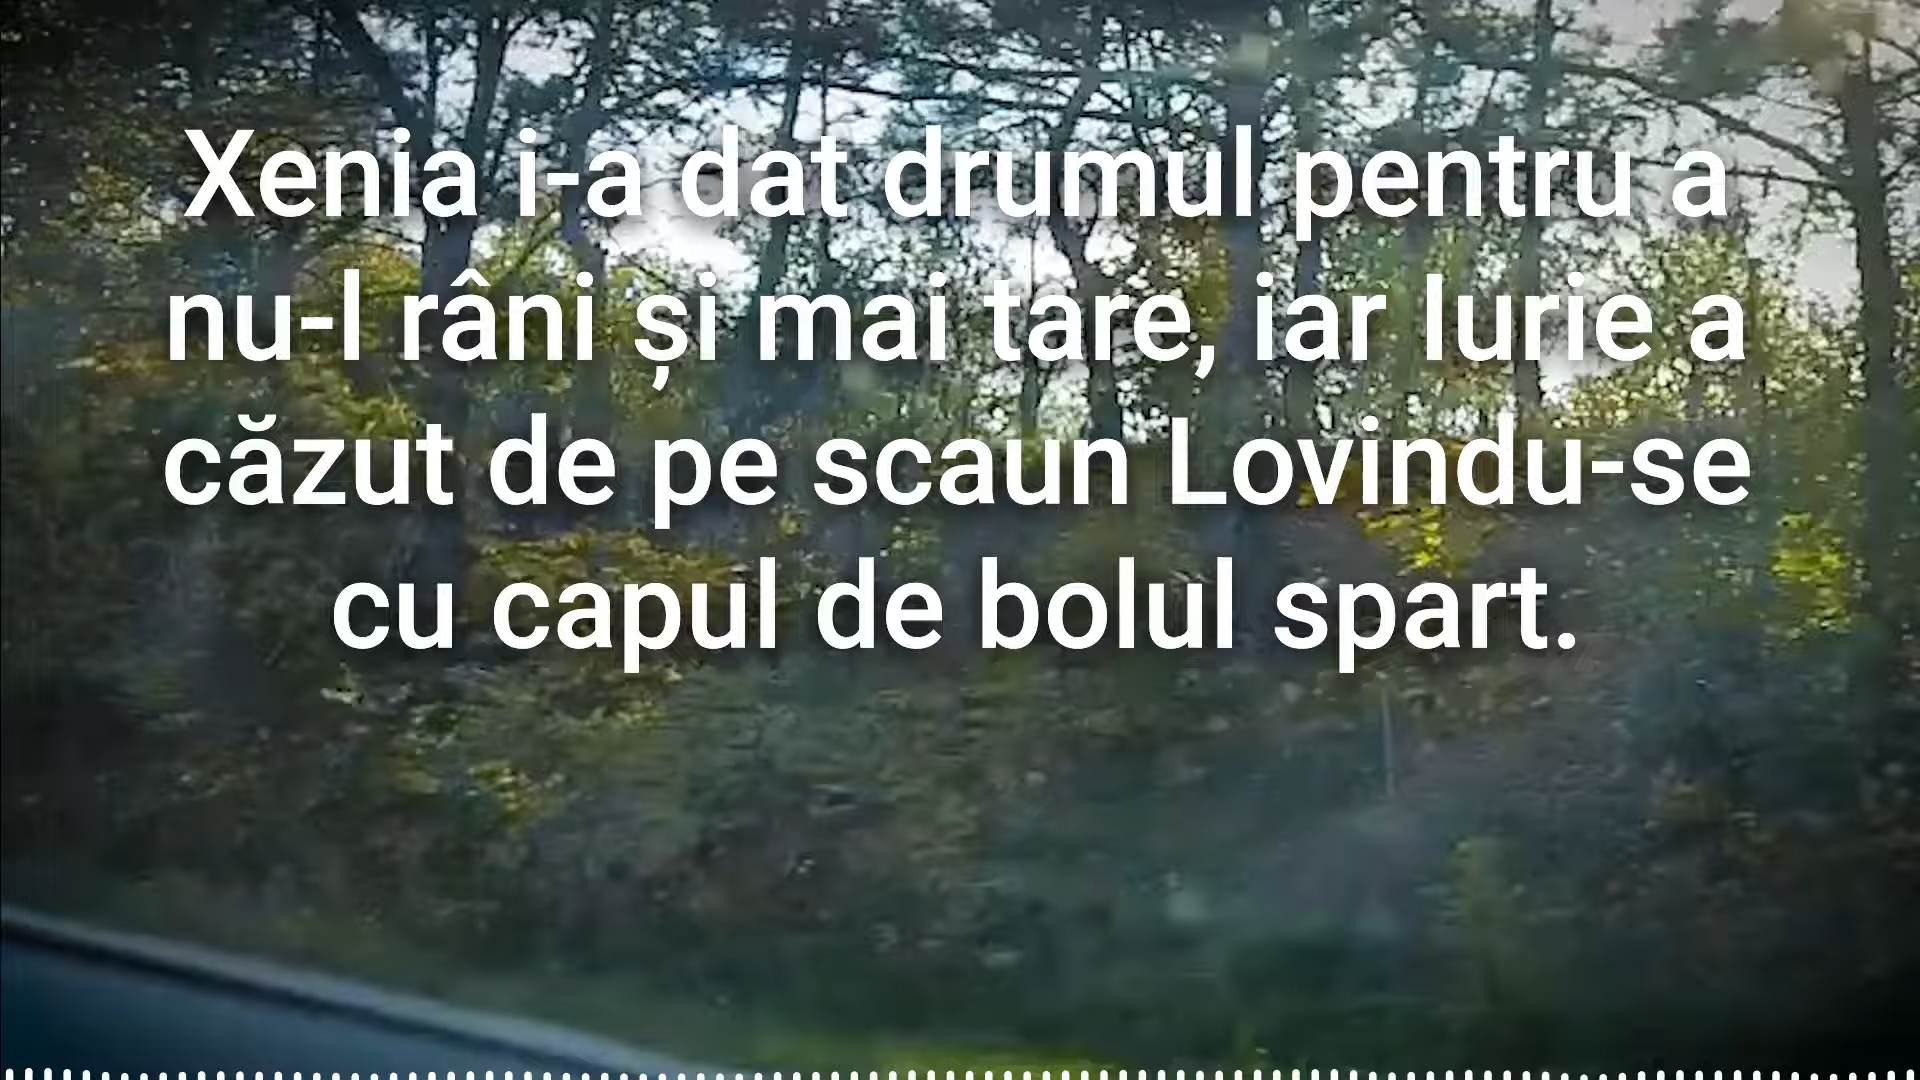 Xenia i-a dat drumul pentru a
nu-l râni și mai tare, iar Iurie a
căzut de pe scaun Lovindu-se
cu capul de bolul spart.